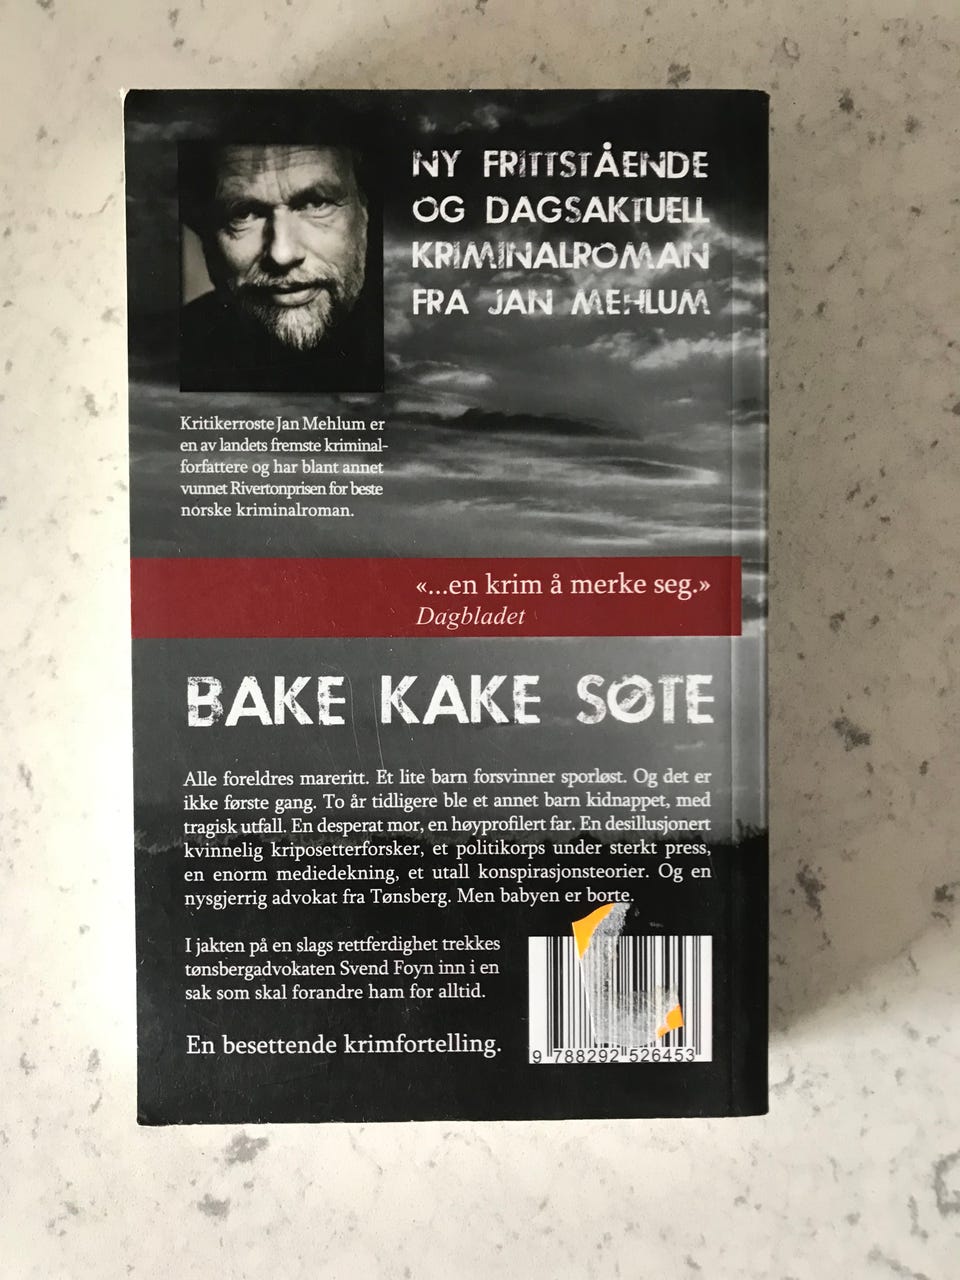 NY FRITTSTÅENDE
OG DAGSAKTUELL
KRIMINALROMAN
FRA JAN MEHLUM
Kritikerroste Jan Mehlum er
en av landets fremste kriminal-
forfattere og har blant annet
vunnet Rivertonprisen for beste
norske kriminalroman.
«...en krim å merke seg.»
Dagbladet
BAKE KAKE SØTE
Alle foreldres mareritt. Et lite barn forsvinner sporløst. Og det er
ikke første gang. To år tidligere ble et annet barn kidnappet, med
tragisk utfall. En desperat mor, en høyprofilert far. En desillusjonert
kvinnelig kriposetterforsker, et politikorps under sterkt press,
en enorm mediedekning, et utall konspirasjonsteorier. Og en
nysgjerrig advokat fra Tønsberg. Men babyen er borte.
I jakten på en slags rettferdighet trekkes
tønsbergadvokaten Svend Foyn inn i en
sak som skal forandre ham for alltid.
En besettende krimfortelling.
9 788292 526453